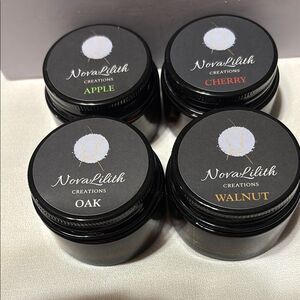 NovaLilith
CREATIONS
APPLE
NovaLilith
CREATIONS
CHERRY
NovaLilith
CREATIONS
OAK
NovaLilith
CREATIONS
WALNUT